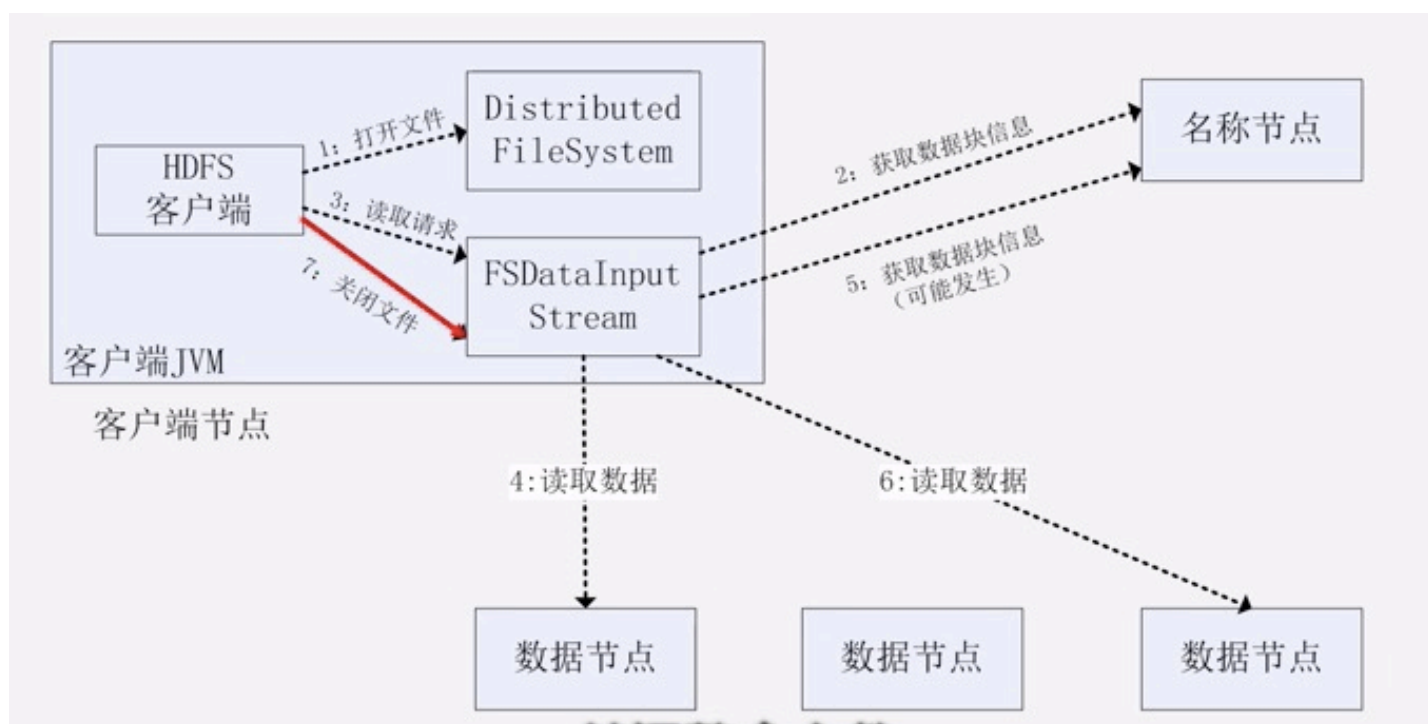 Distributed
FileSystem
名称节点
HDFS
客户端
1: 打开文件
2: 获取数据块信息
3: 读取请求
FSDataInput
Stream
5: 获取数据块信息
(可能发生)
7: 关闭文件
客户端JVM
客户端节点
4:读取数据
6:读取数据
数据节点
数据节点
数据节点